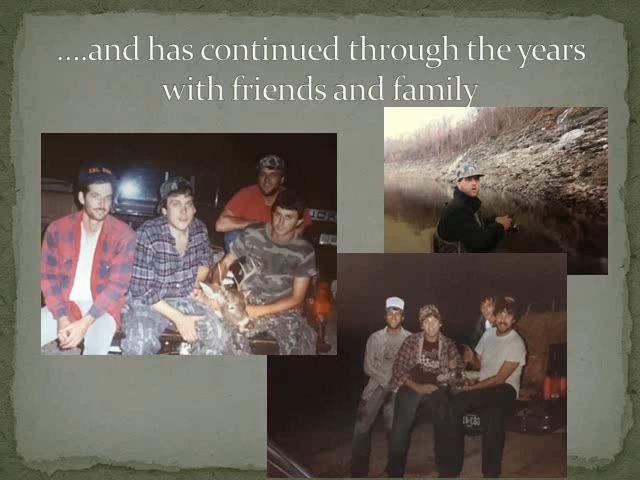 ....and has continued through the years
with friends and family